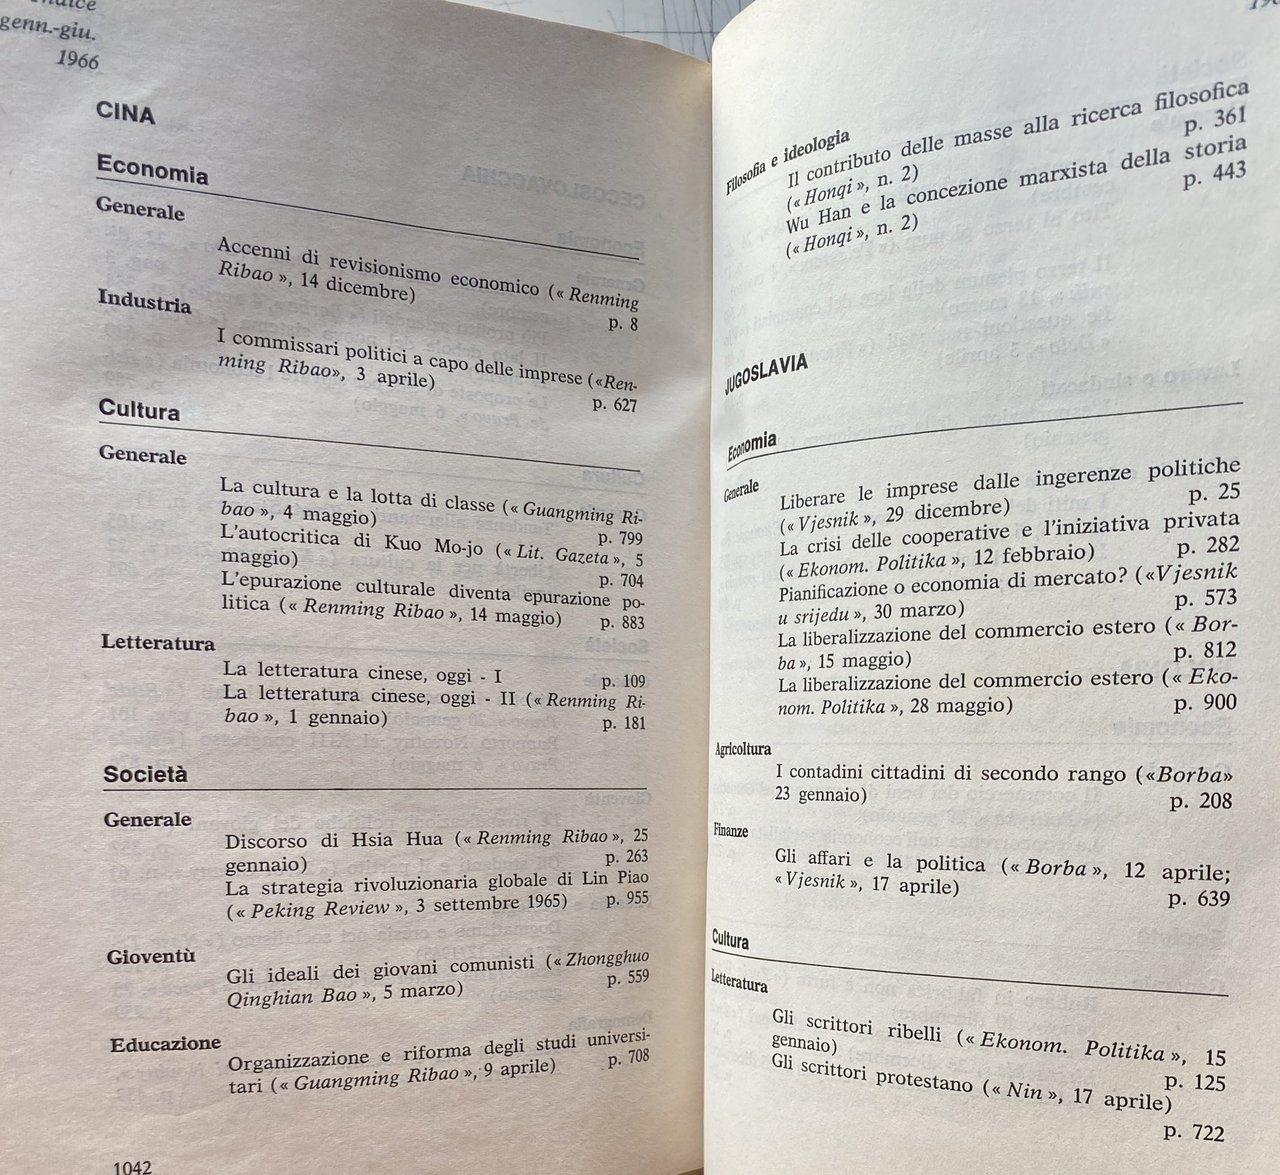 genn.-giu.
1966
CINA
Economia
Generale
Accenni di revisionismo economico (« Renming
Ribao », 14 dicembre)
p. 8
Industria
I commissari politici a capo delle imprese («Ren-
ming Ribao», 3 aprile)
p. 627
Cultura
Generale
La cultura e la lotta di classe (« Guangming Ri-
bao », 4 maggio)
p. 799
L'autocritica di Kuo Mo-jo (« Lit. Gazeta », 5
maggio)
p. 704
L'epurazione culturale diventa epurazione po-
litica (« Renming Ribao », 14 maggio)
p. 883
Letteratura
La letteratura cinese, oggi - I
p. 109
La letteratura cinese, oggi - II (« Renming Ri-
bao », 1 gennaio)
p. 181
Società
Generale
Discorso di Hsia Hua (« Renming Ribao », 25
gennaio)
p. 263
La strategia rivoluzionaria globale di Lin Piao
(« Peking Review », 3 settembre 1965)
p. 955
Gioventù
Gli ideali dei giovani comunisti (« Zhongghuo
Qinghian Bao », 5 marzo)
p. 559
Educazione
Organizzazione e riforma degli studi universi-
tari (« Guangming Ribao », 9 aprile)
p. 708
1042
Filosofia e ideologia
Il contributo delle masse alla ricerca filosofica
(« Honqi », n. 2)
p. 361
Wu Han e la concezione marxista della storia
(« Honqi », n. 2)
p. 443
JUGOSLAVIA
Economia
Generale
Liberare le imprese dalle ingerenze politiche
(« Vjesnik », 29 dicembre)
p. 25
La crisi delle cooperative e l'iniziativa privata
(« Ekonom. Politika », 12 febbraio)
p. 282
Pianificazione o economia di mercato? («Vjesnik
u srijedu », 30 marzo)
p. 573
La liberalizzazione del commercio estero (« Bor-
ba », 15 maggio)
p. 812
La liberalizzazione del commercio estero (« Eko-
nom. Politika », 28 maggio)
p. 900
Agricoltura
I contadini cittadini di secondo rango («Borba»
23 gennaio)
p. 208
Finanze
Gli affari e la politica (« Borba », 12 aprile;
« Vjesnik », 17 aprile)
p. 639
Cultura
Letteratura
Gli scrittori ribelli (« Ekonom. Politika », 15
gennaio)
p. 125
Gli scrittori protestano (« Nin », 17 aprile)
p. 722